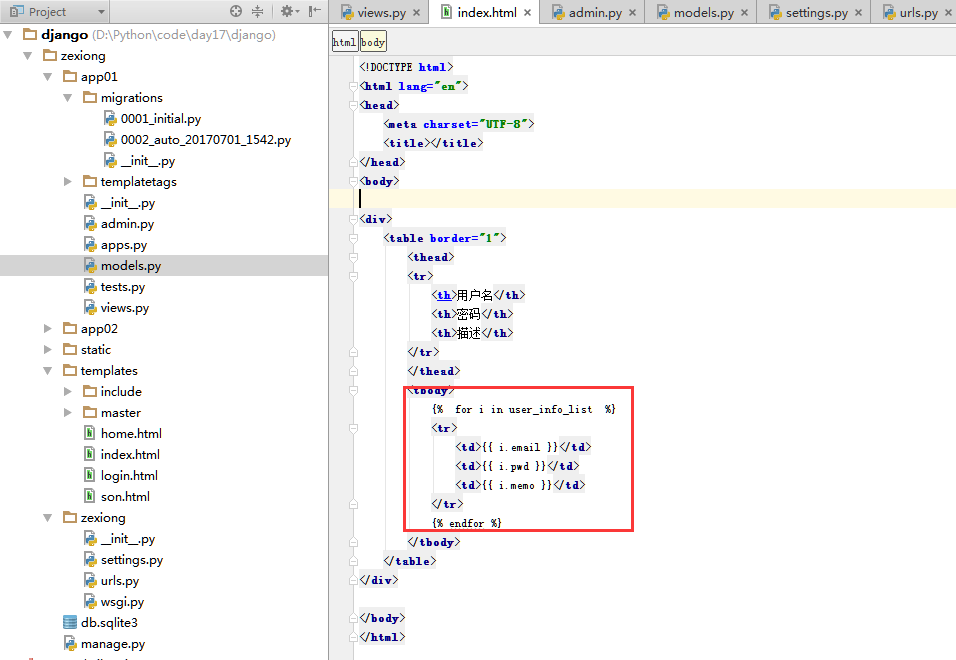 Project
views.py
index.html
admin.py
models.py
settings.py
urls.py
django (D:\Python\code\day17\django)
zexiong
app01
migrations
0001_initial.py
0002_auto_20170701_1542.py
__init__.py
templatetags
__init__.py
admin.py
apps.py
models.py
tests.py
views.py
app02
static
templates
include
master
home.html
index.html
login.html
son.html
zexiong
__init__.py
settings.py
urls.py
wsgi.py
db.sqlite3
manage.py
html body
<!DOCTYPE html>
<html lang="en">
<head>
<meta charset="UTF-8">
<title></title>
</head>
<body>
<div>
<table border="1">
<thead>
<tr>
<th>用户名</th>
<th>密码</th>
<th>描述</th>
</tr>
</thead>
<tbody>
{% for i in user_info_list %}
<tr>
<td>{{ i.email }}</td>
<td>{{ i.pwd }}</td>
<td>{{ i.memo }}</td>
</tr>
{% endfor %}
</tbody>
</table>
</div>
</body>
</html>